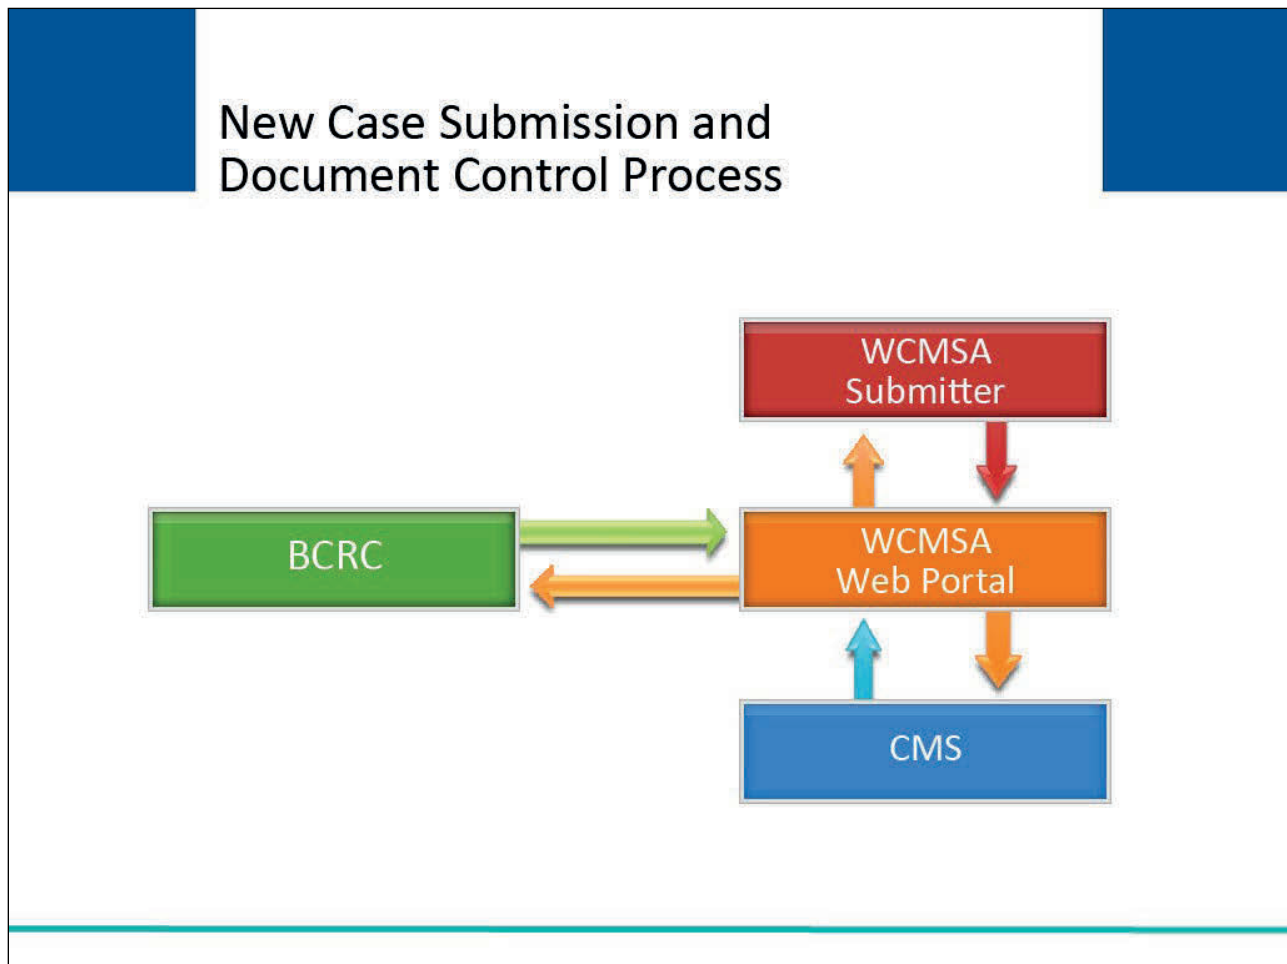 New Case Submission and
Document Control Process
WCMSA
Submitter
BCRC
WCMSA
Web Portal
CMS